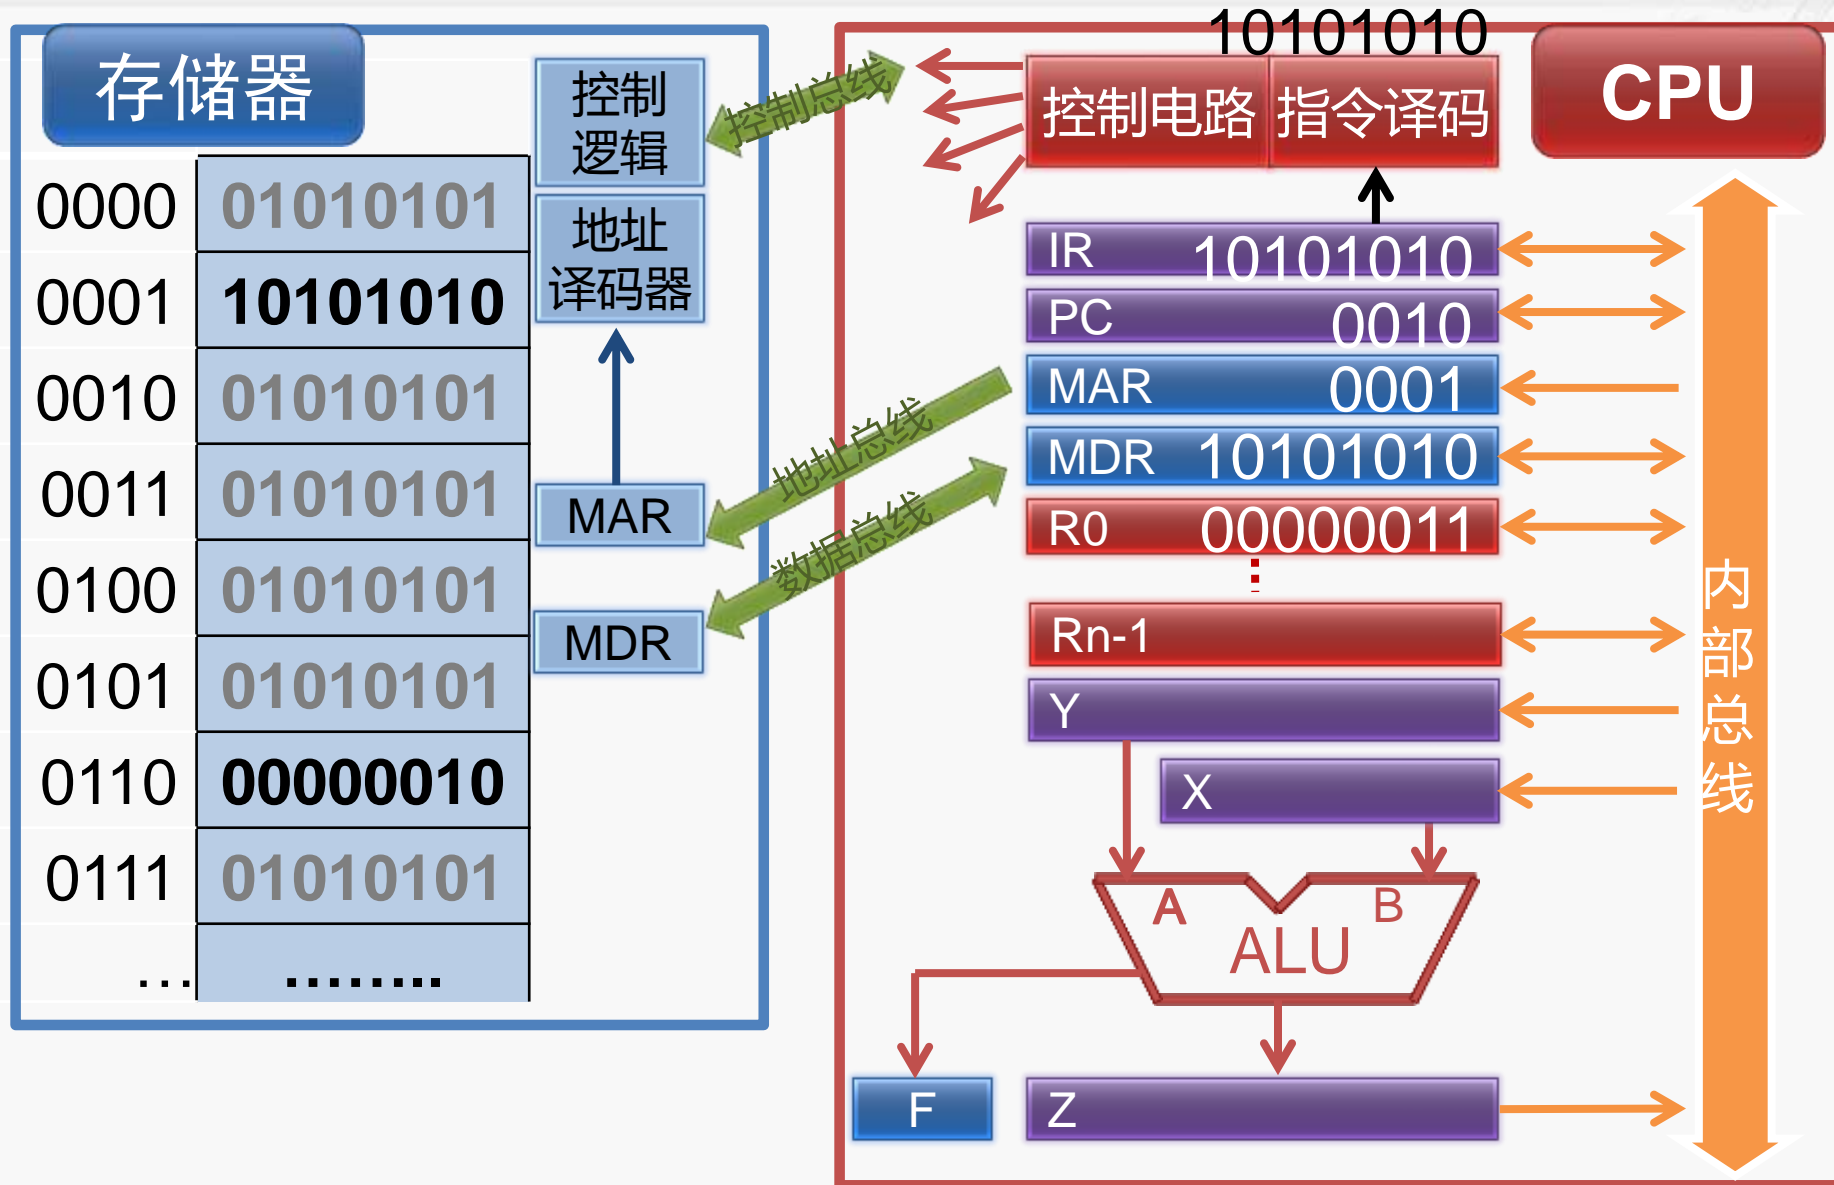 存储器
0000 01010101
0001 10101010
0010 01010101
0011 01010101
0100 01010101
0101 01010101
0110 00000010
0111 01010101
… ........
控制
逻辑
地址
译码器
MAR
MDR
控制总线
地址总线
数据总线
CPU
10101010
控制电路 指令译码
IR 10101010
PC 0010
MAR 0001
MDR 10101010
R0 00000011
Rn-1
Y
X
A B
ALU
F Z
内
部
总
线